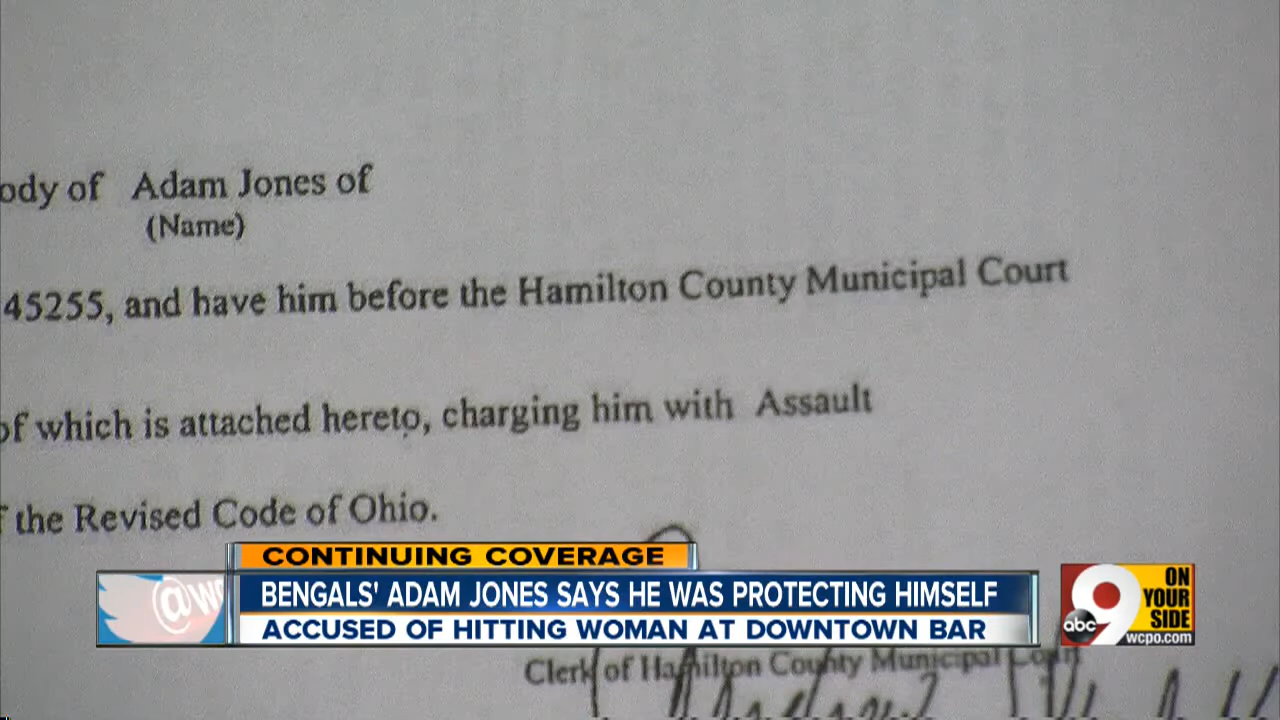 ody of Adam Jones of
(Name)
45255, and have him before the Hamilton County Municipal Court
of which is attached hereto, charging him with Assault
f the Revised Code of Ohio.
CONTINUING COVERAGE
BENGALS' ADAM JONES SAYS HE WAS PROTECTING HIMSELF
ACCUSED OF HITTING WOMAN AT DOWNTOWN BAR
@WC
abc 9 ON YOUR SIDE
wcpo.com
Clerk of Hamilton County Municipal Court